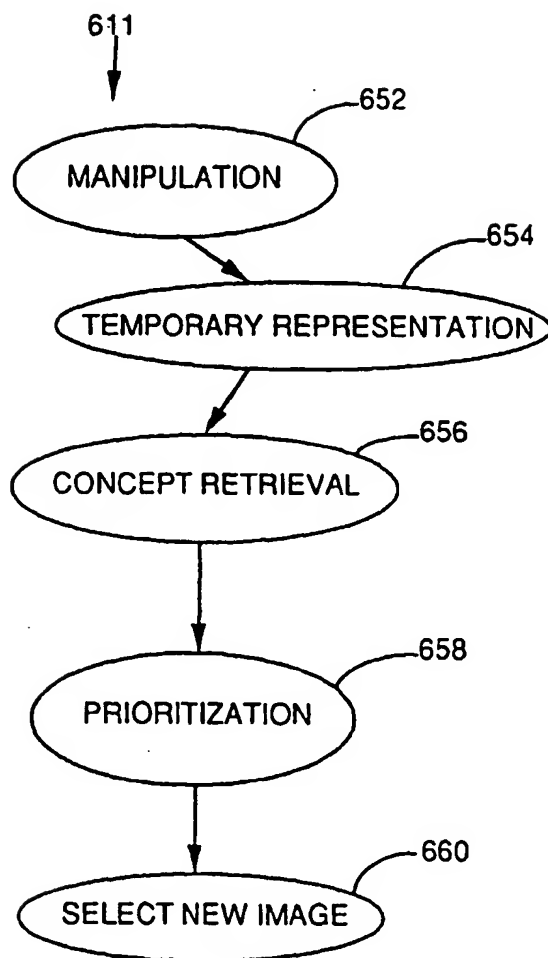 611
652
MANIPULATION
654
TEMPORARY REPRESENTATION
656
CONCEPT RETRIEVAL
658
PRIORITIZATION
660
SELECT NEW IMAGE